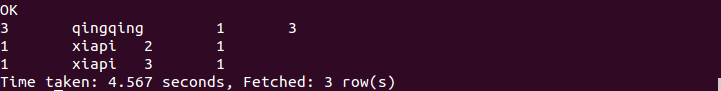 OK
3	qingqing	1	3
1	xiapi	2	1
1	xiapi	3	1
Time taken: 4.567 seconds, Fetched: 3 row(s)